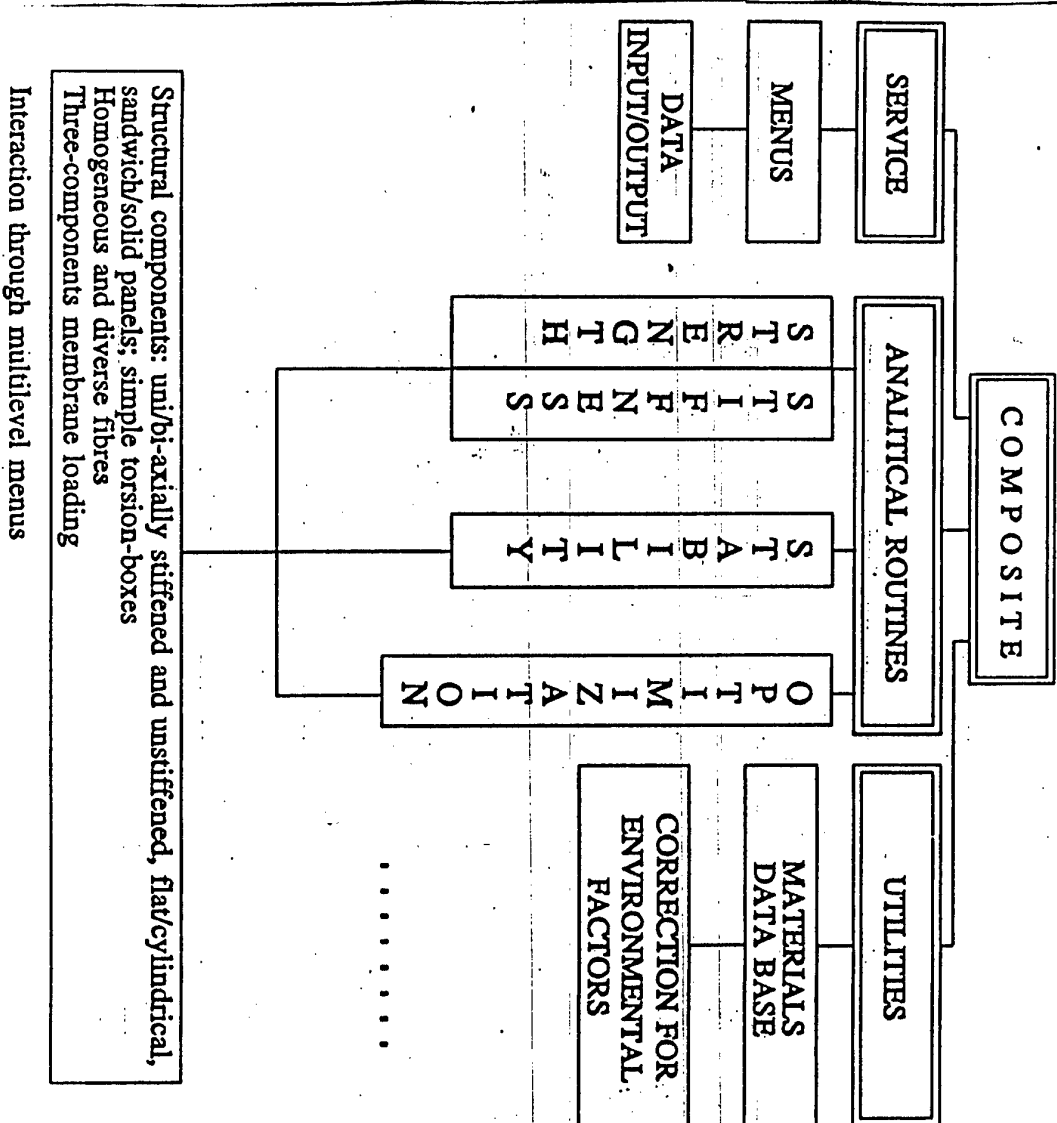 COMPOSITE
SERVICE
MENUS
DATA
INPUT/OUTPUT
ANALITICAL ROUTINES
STRENGTH
STIFFNESS
STABILITY
OPTIMIZATION
UTILITIES
MATERIALS
DATA BASE
CORRECTION FOR
ENVIRONMENTAL
FACTORS
. . . . . . .
Structural components: uni/bi-axially stiffened and unstiffened, flat/cylindrical,
sandwich/solid panels; simple torsion-boxes
Homogeneous and diverse fibres
Three-components membrane loading
Interaction through multilevel menus